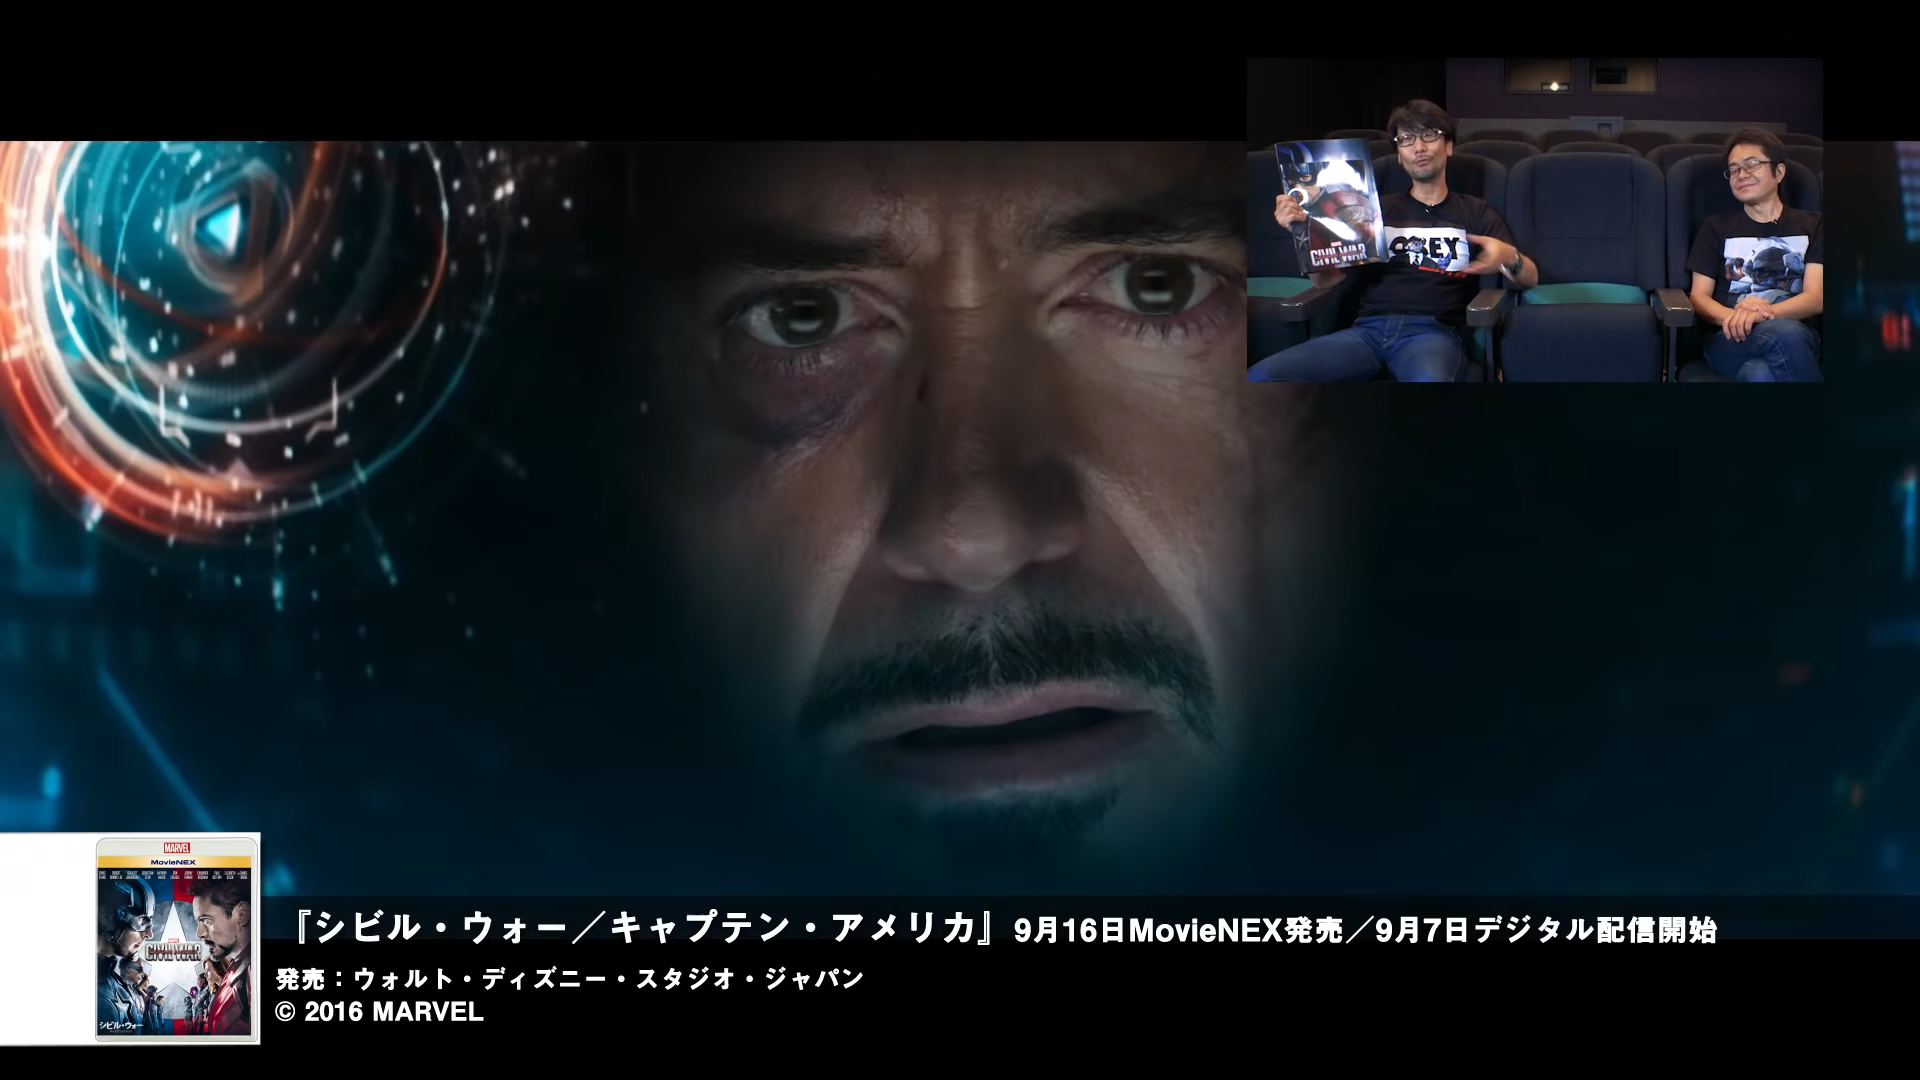 CIVIL WAR
OBEY
MARVEL
MovieNEX
CIVIL WAR
シビル・ウォー
『シビル・ウォー／キャプテン・アメリカ』9月16日MovieNEX発売／9月7日デジタル配信開始
発売：ウォルト・ディズニー・スタジオ・ジャパン
© 2016 MARVEL